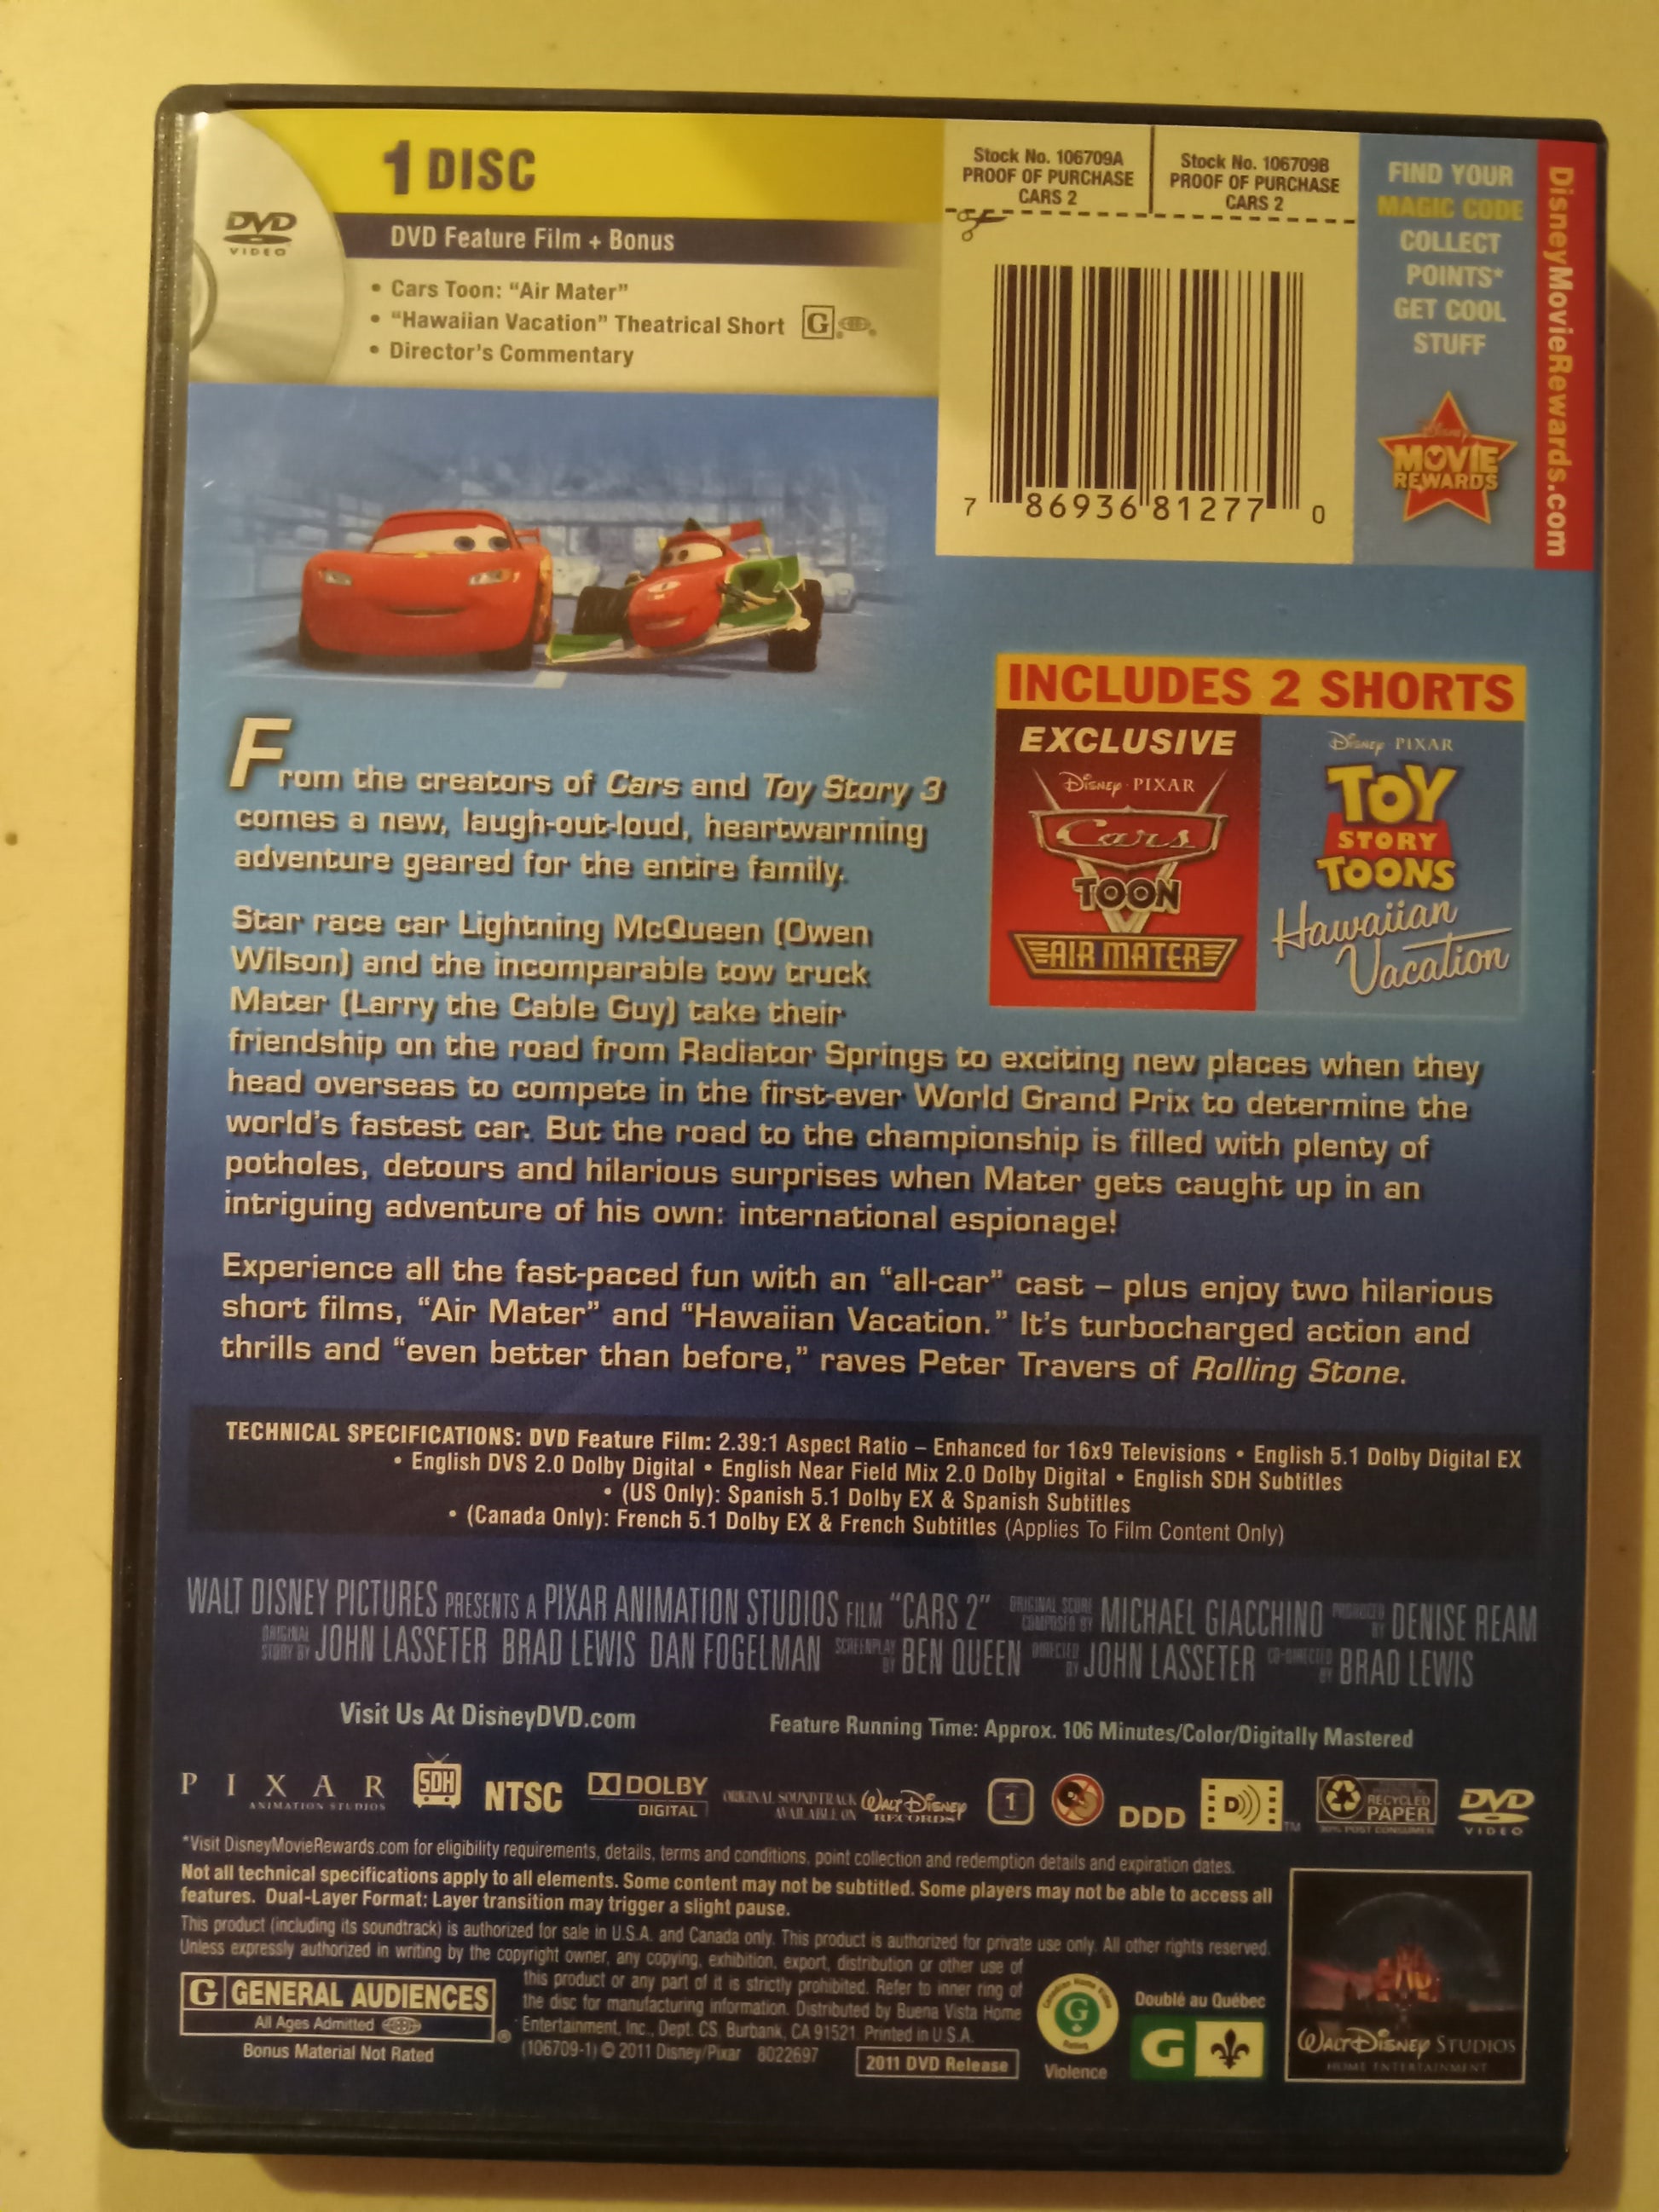 1 DISC
DVD VIDEO
DVD Feature Film + Bonus
• Cars Toon: “Air Mater”
• “Hawaiian Vacation” Theatrical Short G
• Director’s Commentary
Stock No. 106709A
PROOF OF PURCHASE
CARS 2
Stock No. 106709B
PROOF OF PURCHASE
CARS 2
7 86936 81277 0
FIND YOUR
MAGIC CODE
COLLECT
POINTS*
GET COOL
STUFF
Disney
MOVIE
REWARDS
DisneyMovieRewards.com
INCLUDES 2 SHORTS
EXCLUSIVE
Disney · PIXAR
Cars
TOON
AIR MATER
Disney · PIXAR
TOY
STORY
TOONS
Hawaiian
Vacation
From the creators of Cars and Toy Story 3
comes a new, laugh-out-loud, heartwarming
adventure geared for the entire family.
Star race car Lightning McQueen (Owen
Wilson) and the incomparable tow truck
Mater (Larry the Cable Guy) take their
friendship on the road from Radiator Springs to exciting new places when they
head overseas to compete in the first-ever World Grand Prix to determine the
world’s fastest car. But the road to the championship is filled with plenty of
potholes, detours and hilarious surprises when Mater gets caught up in an
intriguing adventure of his own: international espionage!
Experience all the fast-paced fun with an “all-car” cast – plus enjoy two hilarious
short films, “Air Mater” and “Hawaiian Vacation.” It’s turbocharged action and
thrills and “even better than before,” raves Peter Travers of Rolling Stone.
TECHNICAL SPECIFICATIONS: DVD Feature Film: 2.39:1 Aspect Ratio – Enhanced for 16x9 Televisions • English 5.1 Dolby Digital EX
• English DVS 2.0 Dolby Digital • English Near Field Mix 2.0 Dolby Digital • English SDH Subtitles
• (US Only): Spanish 5.1 Dolby EX & Spanish Subtitles
• (Canada Only): French 5.1 Dolby EX & French Subtitles (Applies To Film Content Only)
WALT DISNEY PICTURES PRESENTS A PIXAR ANIMATION STUDIOS FILM “CARS 2” ORIGINAL SCORE COMPOSED BY MICHAEL GIACCHINO PRODUCED BY DENISE REAM
ORIGINAL STORY BY JOHN LASSETER BRAD LEWIS DAN FOGELMAN SCREENPLAY BY BEN QUEEN DIRECTED BY JOHN LASSETER CO-DIRECTED BY BRAD LEWIS
Visit Us At DisneyDVD.com
Feature Running Time: Approx. 106 Minutes/Color/Digitally Mastered
PIXAR
ANIMATION STUDIOS
SDH
NTSC
DOLBY
DIGITAL
ORIGINAL SOUNDTRACK
AVAILABLE ON
WALT DISNEY
RECORDS
1
DDD
D)))™
RECYCLED
PAPER
DVD
VIDEO
*Visit DisneyMovieRewards.com for eligibility requirements, details, terms and conditions, point collection and redemption details and expiration dates.
Not all technical specifications apply to all elements. Some content may not be subtitled. Some players may not be able to access all
features. Dual-Layer Format: Layer transition may trigger a slight pause.
This product (including its soundtrack) is authorized for sale in U.S.A. and Canada only. This product is authorized for private use only. All other rights reserved.
Unless expressly authorized in writing by the copyright owner, any copying, exhibition, export, distribution or other use of
this product or any part of it is strictly prohibited. Refer to inner ring of
the disc for manufacturing information. Distributed by Buena Vista Home
Entertainment, Inc., Dept. CS, Burbank, CA 91521. Printed in U.S.A.
(106709-1) © 2011 Disney/Pixar 8022697
2011 DVD Release
G GENERAL AUDIENCES
All Ages Admitted ®
Bonus Material Not Rated
Canadian Home Video
G
Violence
Doublé au Québec
G
WALT DISNEY STUDIOS
HOME ENTERTAINMENT